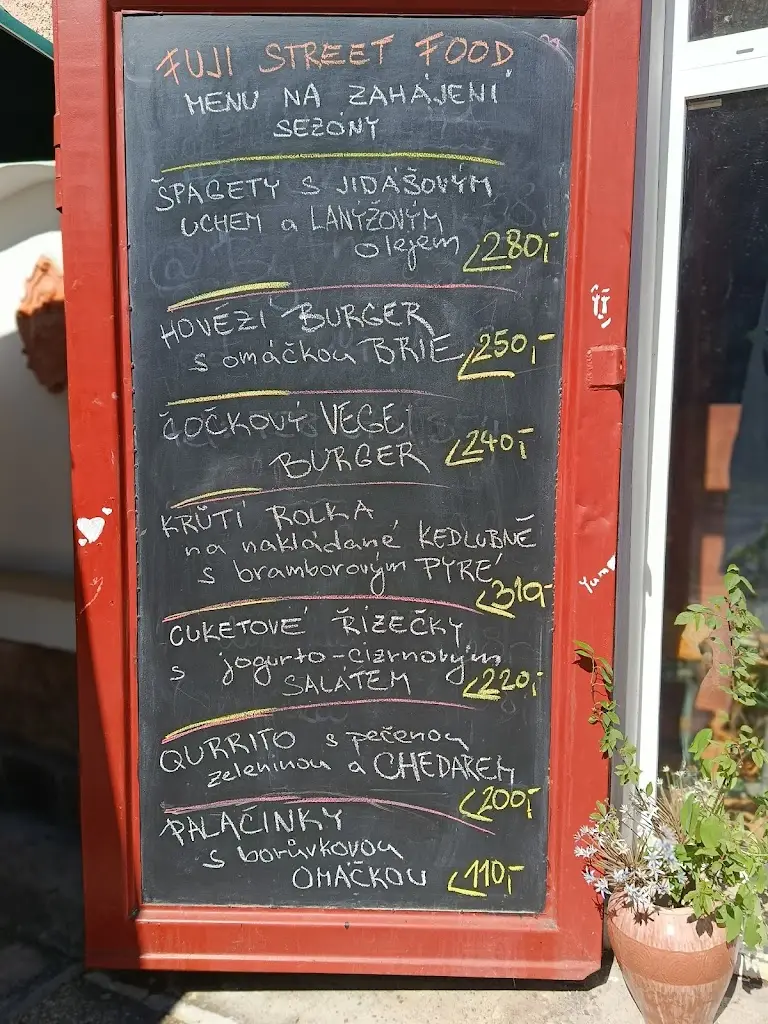 FUJI STREET FOOD
MENU NA ZAHÁJENÍ
SEZÓNY
ŠPAGETY S JIDÁŠOVÝM
UCHEM a LANÝŽOVÝM
olejem 280,-
HOVĚZÍ BURGER
s omáčkou BRIE 250,-
ČOČKOVÝ VEGE
BURGER 240,-
KRŮTÍ ROLKA
na nakládané KEDLUBNĚ
s bramborovým PYRÉ
310,-
CUKETOVÉ ŘÍZEČKY
s jogurto-cizrnovým
SALÁTEM 220,-
QURRITO s pečenou
zeleninou a CHEDAREM
200,-
PALAČINKY
s borůvkovou
OMÁČKOU 110,-
Yum